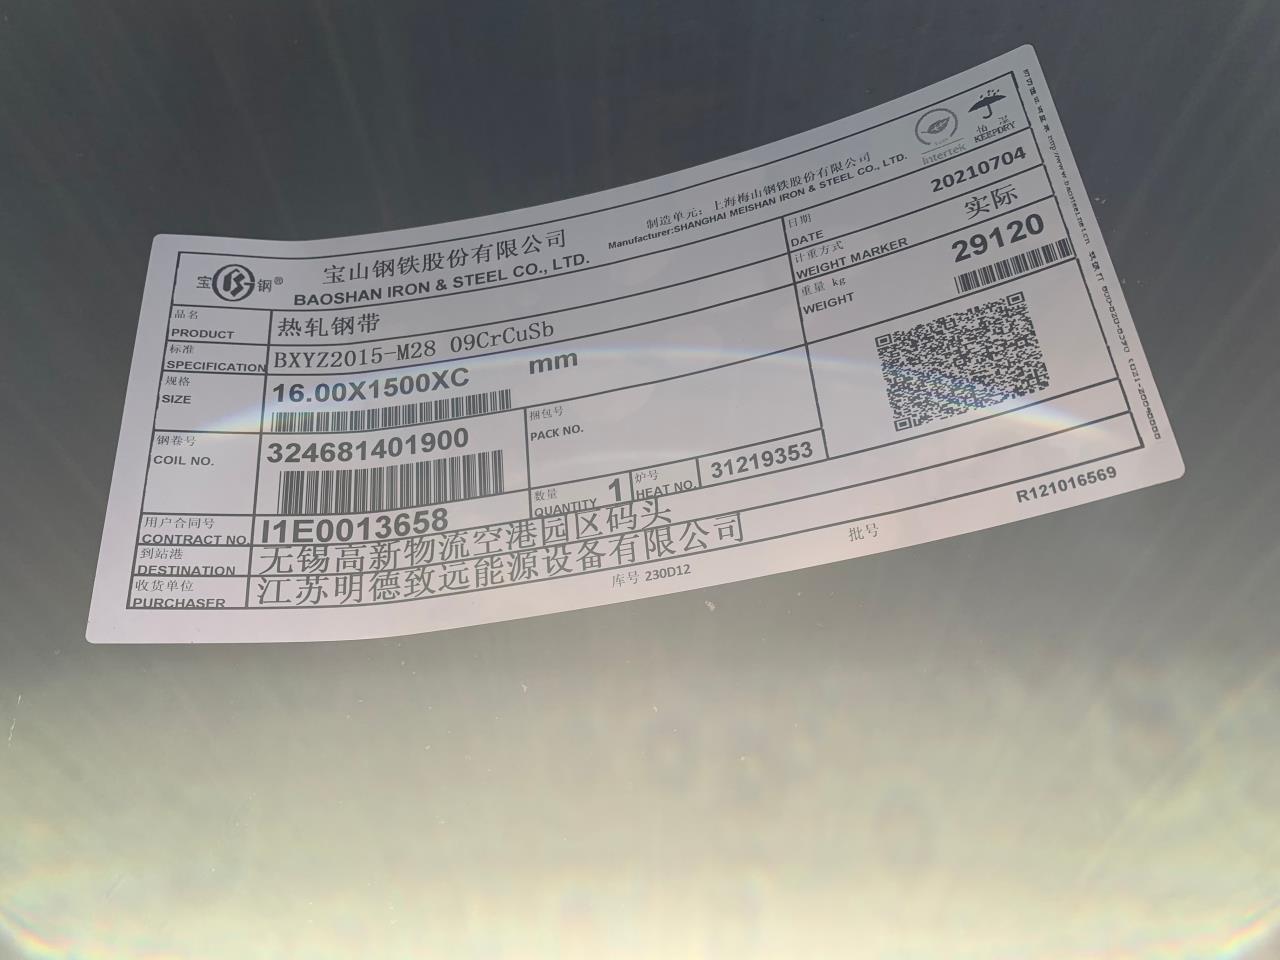 宝钢®
宝山钢铁股份有限公司
BAOSHAN IRON & STEEL CO., LTD.
制造单元: 上海梅山钢铁股份有限公司
Manufacturer:SHANGHAI MEISHAN IRON & STEEL CO., LTD.
Intertek
怕湿
KEEPDRY
品名
PRODUCT
热轧钢带
日期
DATE
20210704
标准
SPECIFICATION
BXYZ2015-M28 09CrCuSb
计重方式
WEIGHT MARKER
实际
规格
SIZE
16.00X1500XC mm
重量 kg
WEIGHT
29120
钢卷号
COIL NO.
324681401900
捆包号
PACK NO.
数量
QUANTITY
1
炉号
HEAT NO.
31219353
用户合同号
CONTRACT NO.
I1E0013658
到站港
DESTINATION
无锡高新物流空港园区码头
收货单位
PURCHASER
江苏明德致远能源设备有限公司
库号 230D12
批号
R121016569